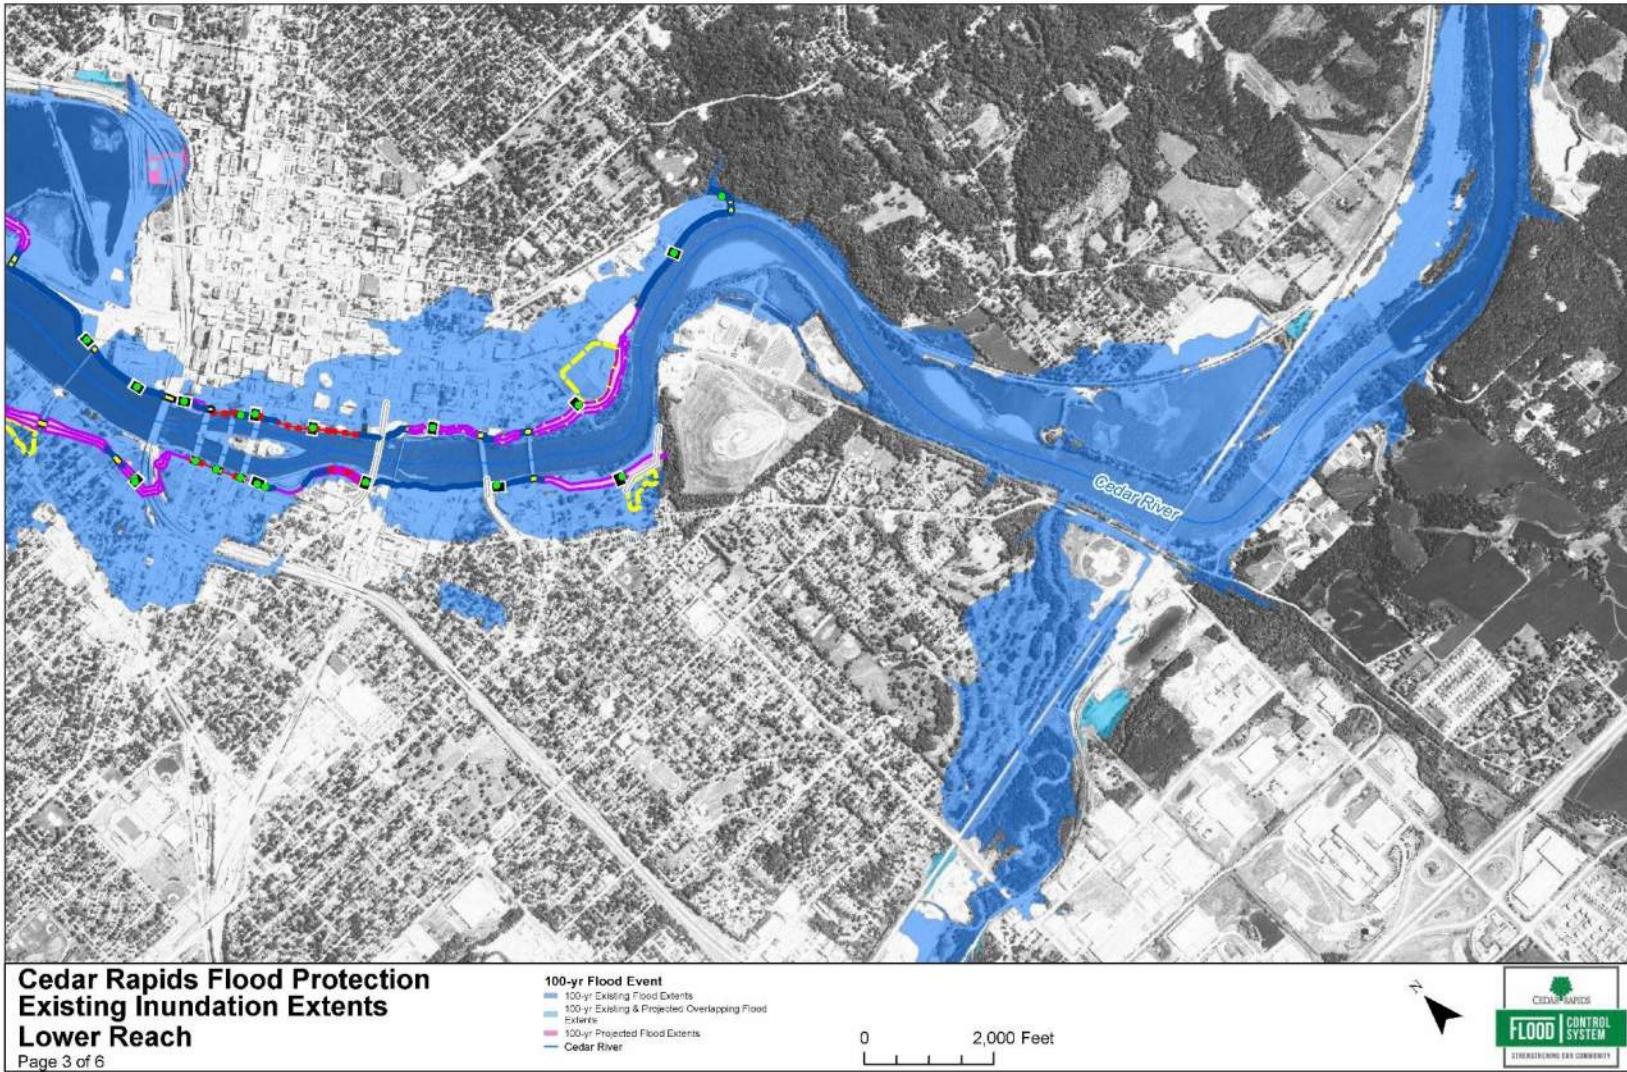 Cedar River
Cedar Rapids Flood Protection
Existing Inundation Extents
Lower Reach
Page 3 of 6
100-yr Flood Event
100-yr Existing Flood Extents
100-yr Existing & Projected Overlapping Flood
Extents
100-yr Projected Flood Extents
Cedar River
0
2,000 Feet
N
CEDAR RAPIDS
FLOOD
CONTROL
SYSTEM
STRENGTHENING OUR COMMUNITY